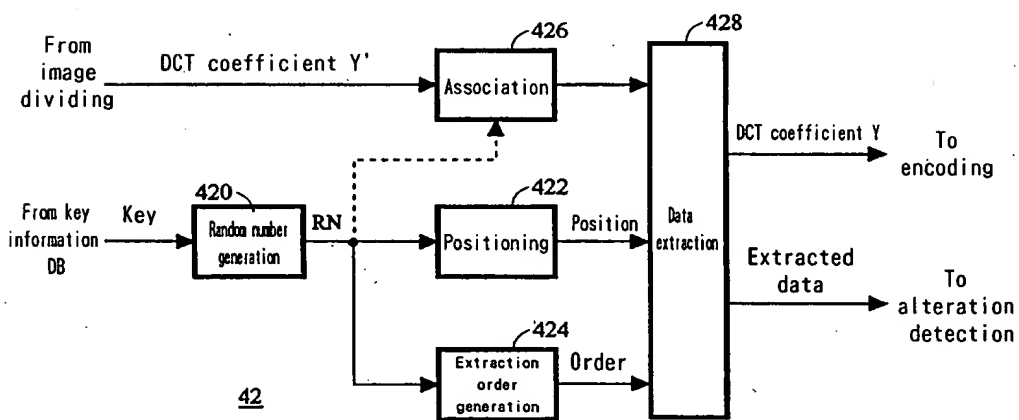 From
image
dividing
DCT coefficient Y'
426
Association
428
DCT coefficient Y
To
encoding
From key
information
DB
Key
420
Random number
generation
RN
422
Positioning
Position
Data
extraction
Extracted
data
To
alteration
detection
424
Extraction
order
generation
Order
42